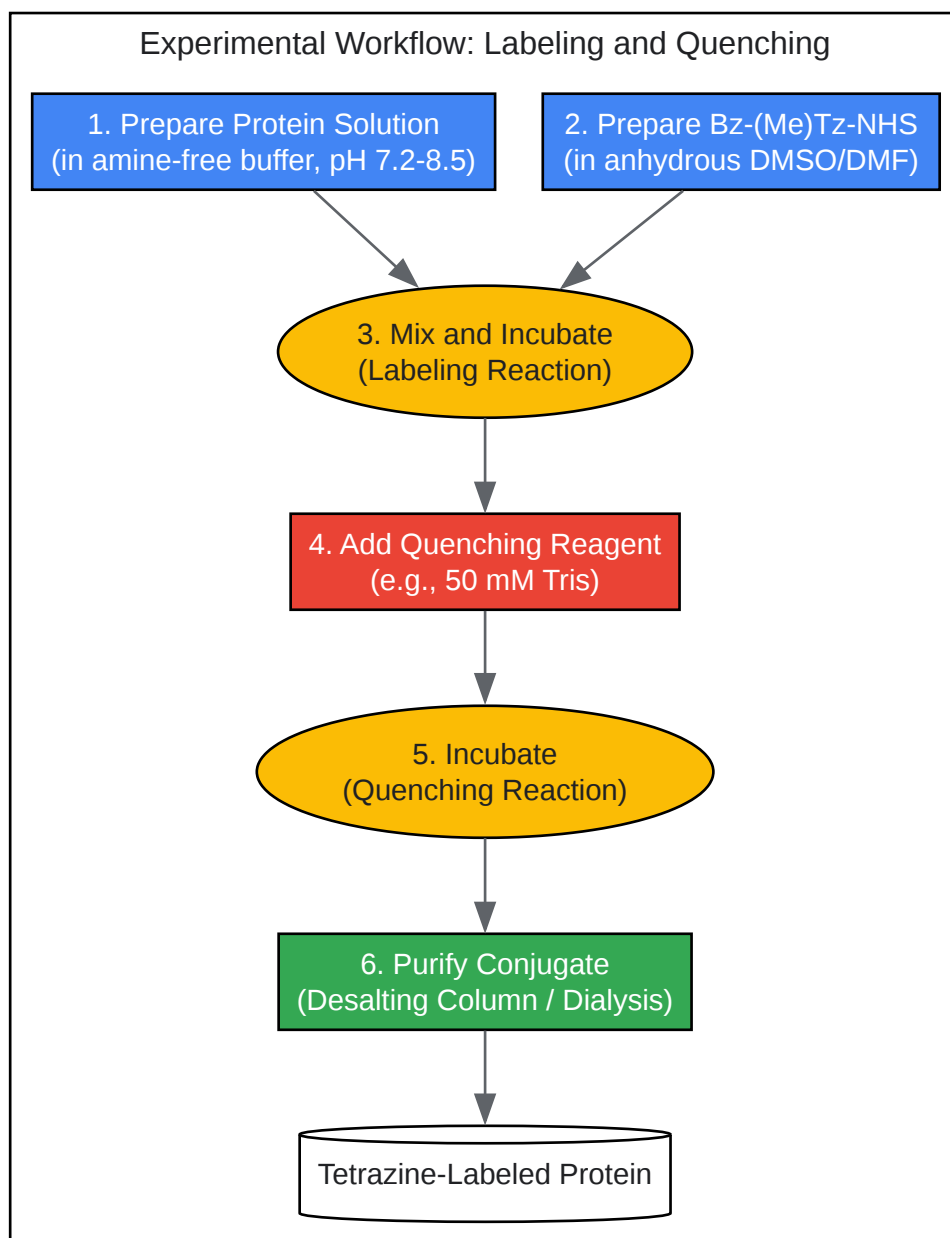 Experimental Workflow: Labeling and Quenching
1. Prepare Protein Solution
(in amine-free buffer, pH 7.2-8.5)
2. Prepare Bz-(Me)Tz-NHS
(in anhydrous DMSO/DMF)
3. Mix and Incubate
(Labeling Reaction)
4. Add Quenching Reagent
(e.g., 50 mM Tris)
5. Incubate
(Quenching Reaction)
6. Purify Conjugate
(Desalting Column / Dialysis)
Tetrazine-Labeled Protein